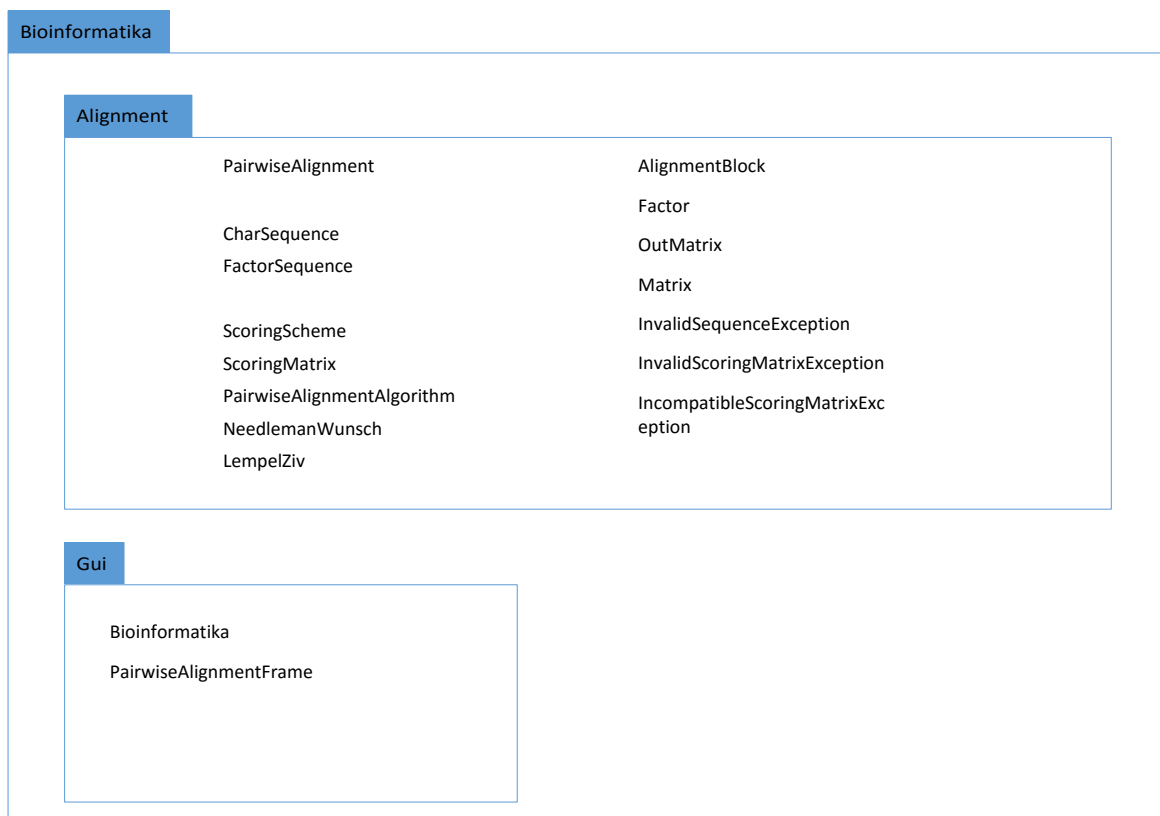 Bioinformatika
Alignment
PairwiseAlignment
CharSequence
FactorSequence
ScoringScheme
ScoringMatrix
PairwiseAlignmentAlgorithm
NeedlemanWunsch
LempelZiv
AlignmentBlock
Factor
OutMatrix
Matrix
InvalidSequenceException
InvalidScoringMatrixException
IncompatibleScoringMatrixExc
eption
Gui
Bioinformatika
PairwiseAlignmentFrame